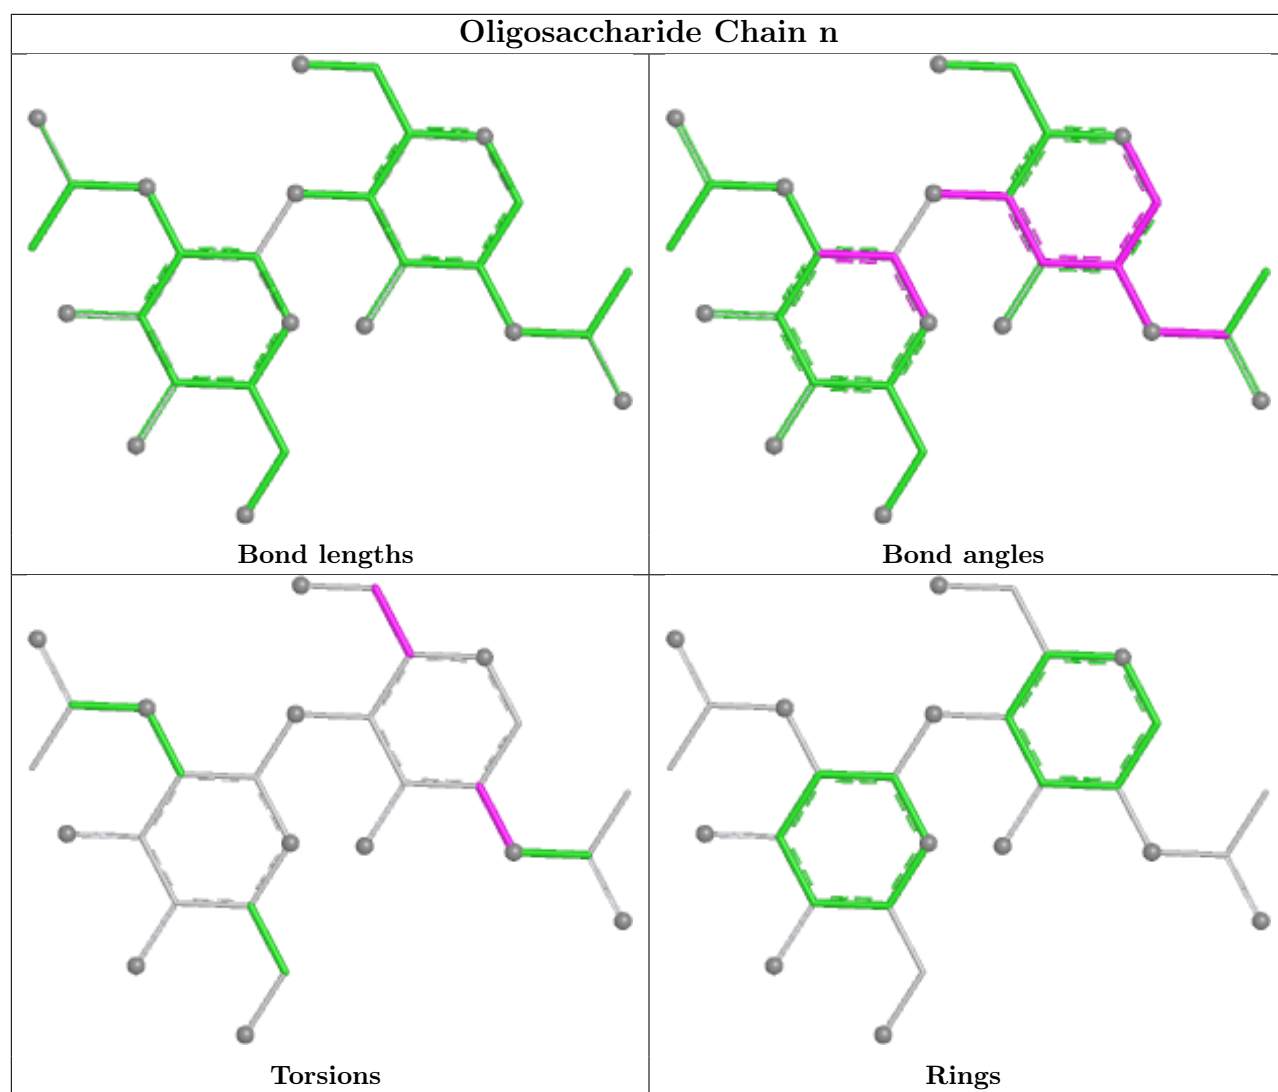 Oligosaccharide Chain n
Bond lengths
Bond angles
Torsions
Rings